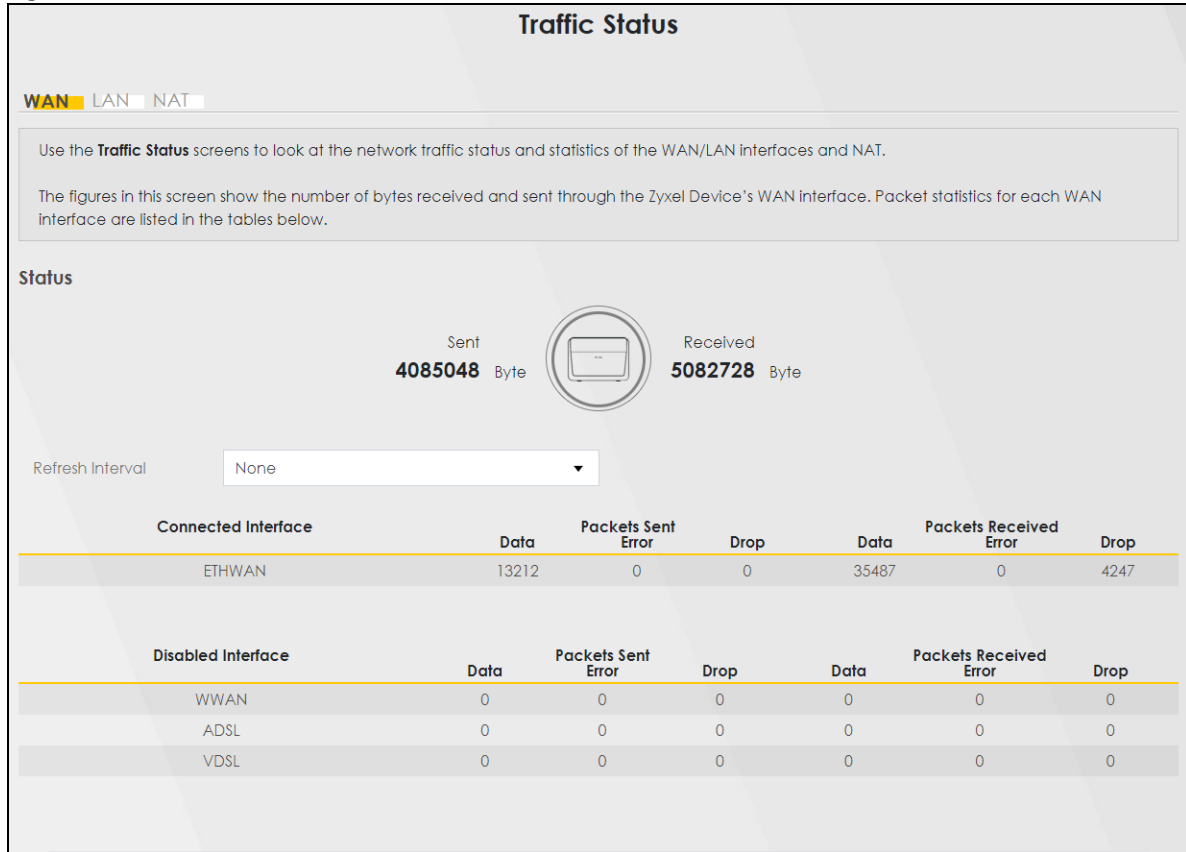 Traffic Status
WAN LAN NAT
Use the Traffic Status screens to look at the network traffic status and statistics of the WAN/LAN interfaces and NAT.
The figures in this screen show the number of bytes received and sent through the Zyxel Device's WAN interface. Packet statistics for each WAN
interface are listed in the tables below.
Status
Sent Received
4085048 Byte 5082728 Byte
Refresh Interval None
Connected Interface Packets Sent Packets Received
Data Error Drop Data Error Drop
ETHWAN 13212 0 0 35487 0 4247
Disabled Interface Packets Sent Packets Received
Data Error Drop Data Error Drop
WWAN 0 0 0 0 0 0
ADSL 0 0 0 0 0 0
VDSL 0 0 0 0 0 0